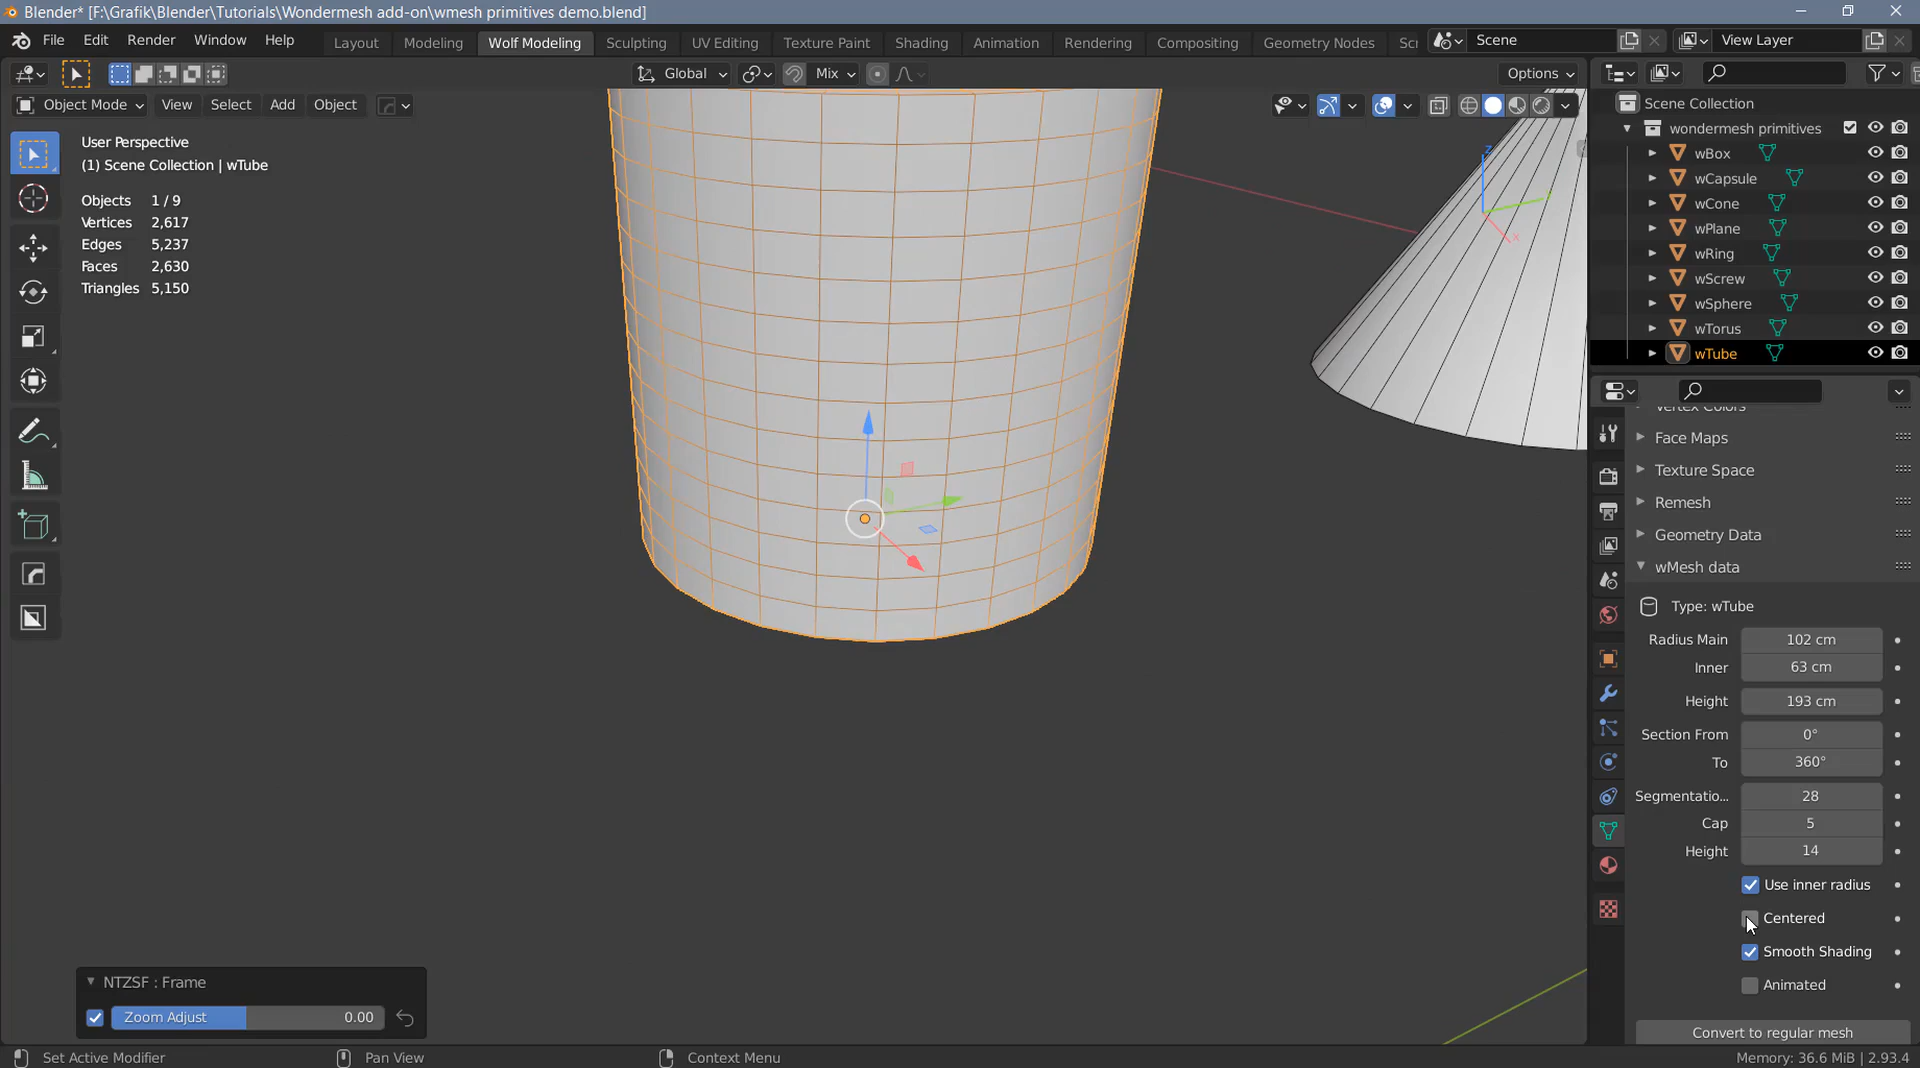 Blender* [F:\Grafik\Blender\Tutorials\Wondermesh add-on\wmesh primitives demo.blend]
File Edit Render Window Help Layout Modeling Wolf Modeling Sculpting UV Editing Texture Paint Shading Animation Rendering Compositing Geometry Nodes Sc Scene View Layer
Global Mix Options
Object Mode View Select Add Object
User Perspective
(1) Scene Collection | wTube
Objects 1 / 9
Vertices 2,617
Edges 5,237
Faces 2,630
Triangles 5,150
z
x
Scene Collection
wondermesh primitives
wBox
wCapsule
wCone
wPlane
wRing
wScrew
wSphere
wTorus
wTube
Vertex Colors
Face Maps
Texture Space
Remesh
Geometry Data
wMesh data
Type: wTube
Radius Main 102 cm
Inner 63 cm
Height 193 cm
Section From 0°
To 360°
Segmentatio... 28
Cap 5
Height 14
Use inner radius
Centered
Smooth Shading
Animated
Convert to regular mesh
NTZSF : Frame
Zoom Adjust 0.00
Set Active Modifier Pan View Context Menu Memory: 36.6 MiB | 2.93.4